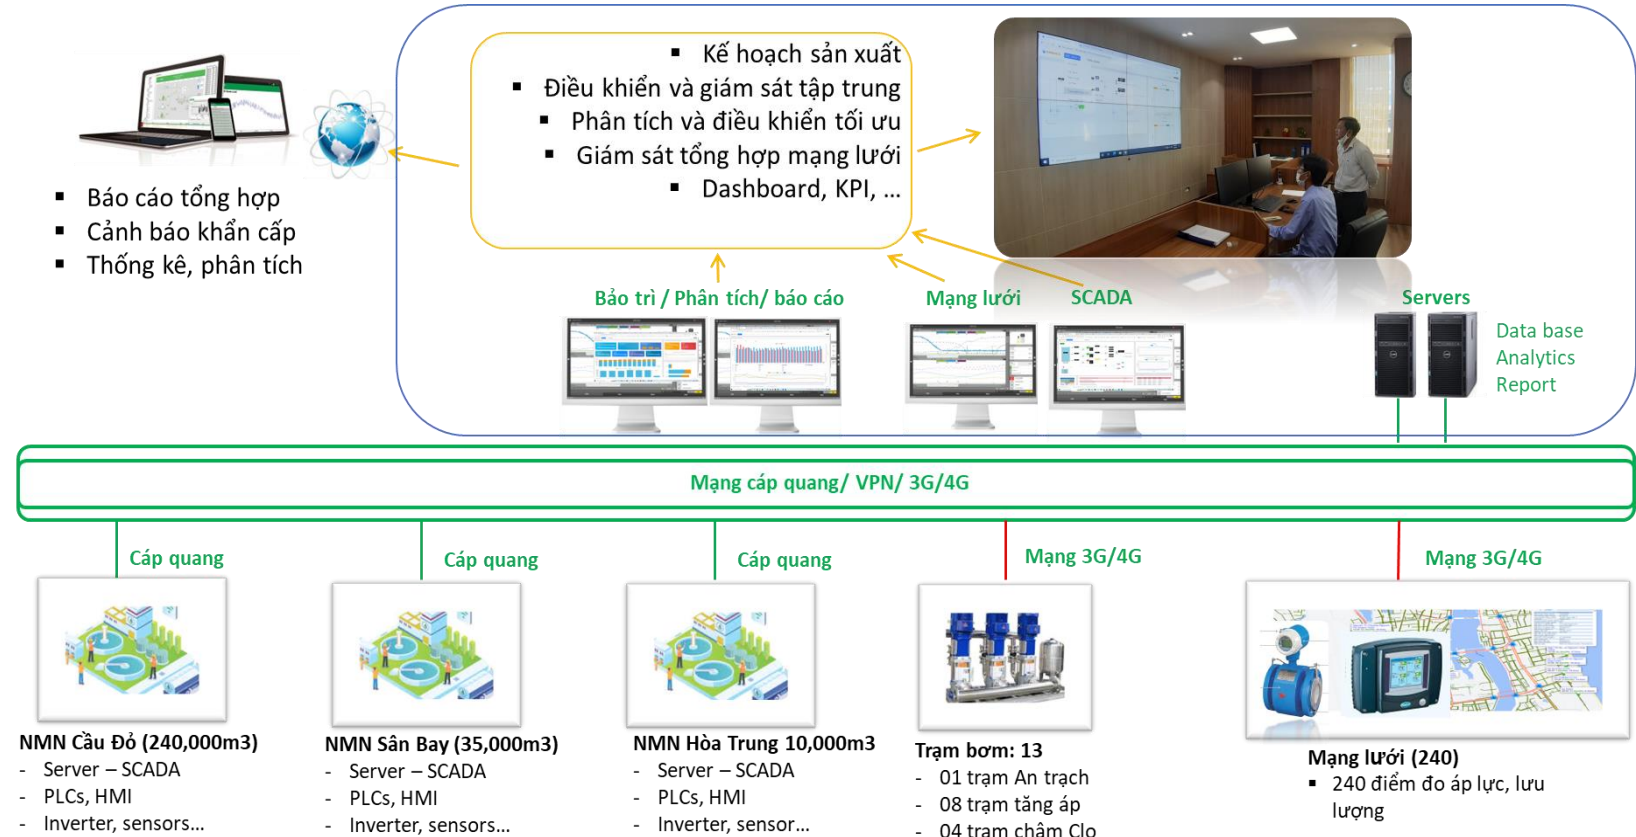 ▪ Kế hoạch sản xuất
▪ Điều khiển và giám sát tập trung
▪ Phân tích và điều khiển tối ưu
▪ Giám sát tổng hợp mạng lưới
▪ Dashboard, KPI, ...
▪ Báo cáo tổng hợp
▪ Cảnh báo khẩn cấp
▪ Thống kê, phân tích
Bảo trì / Phân tích/ báo cáo
Mạng lưới
SCADA
Servers
Data base
Analytics
Report
Mạng cáp quang/ VPN/ 3G/4G
Cáp quang
Cáp quang
Cáp quang
Mạng 3G/4G
Mạng 3G/4G
NMN Cầu Đỏ (240,000m3)
- Server – SCADA
- PLCs, HMI
- Inverter, sensors...
NMN Sân Bay (35,000m3)
- Server – SCADA
- PLCs, HMI
- Inverter, sensors...
NMN Hòa Trung 10,000m3
- Server – SCADA
- PLCs, HMI
- Inverter, sensor...
Trạm bơm: 13
- 01 trạm An trạch
- 08 trạm tăng áp
- 04 trạm châm Clo
Mạng lưới (240)
▪ 240 điểm đo áp lực, lưu
lượng